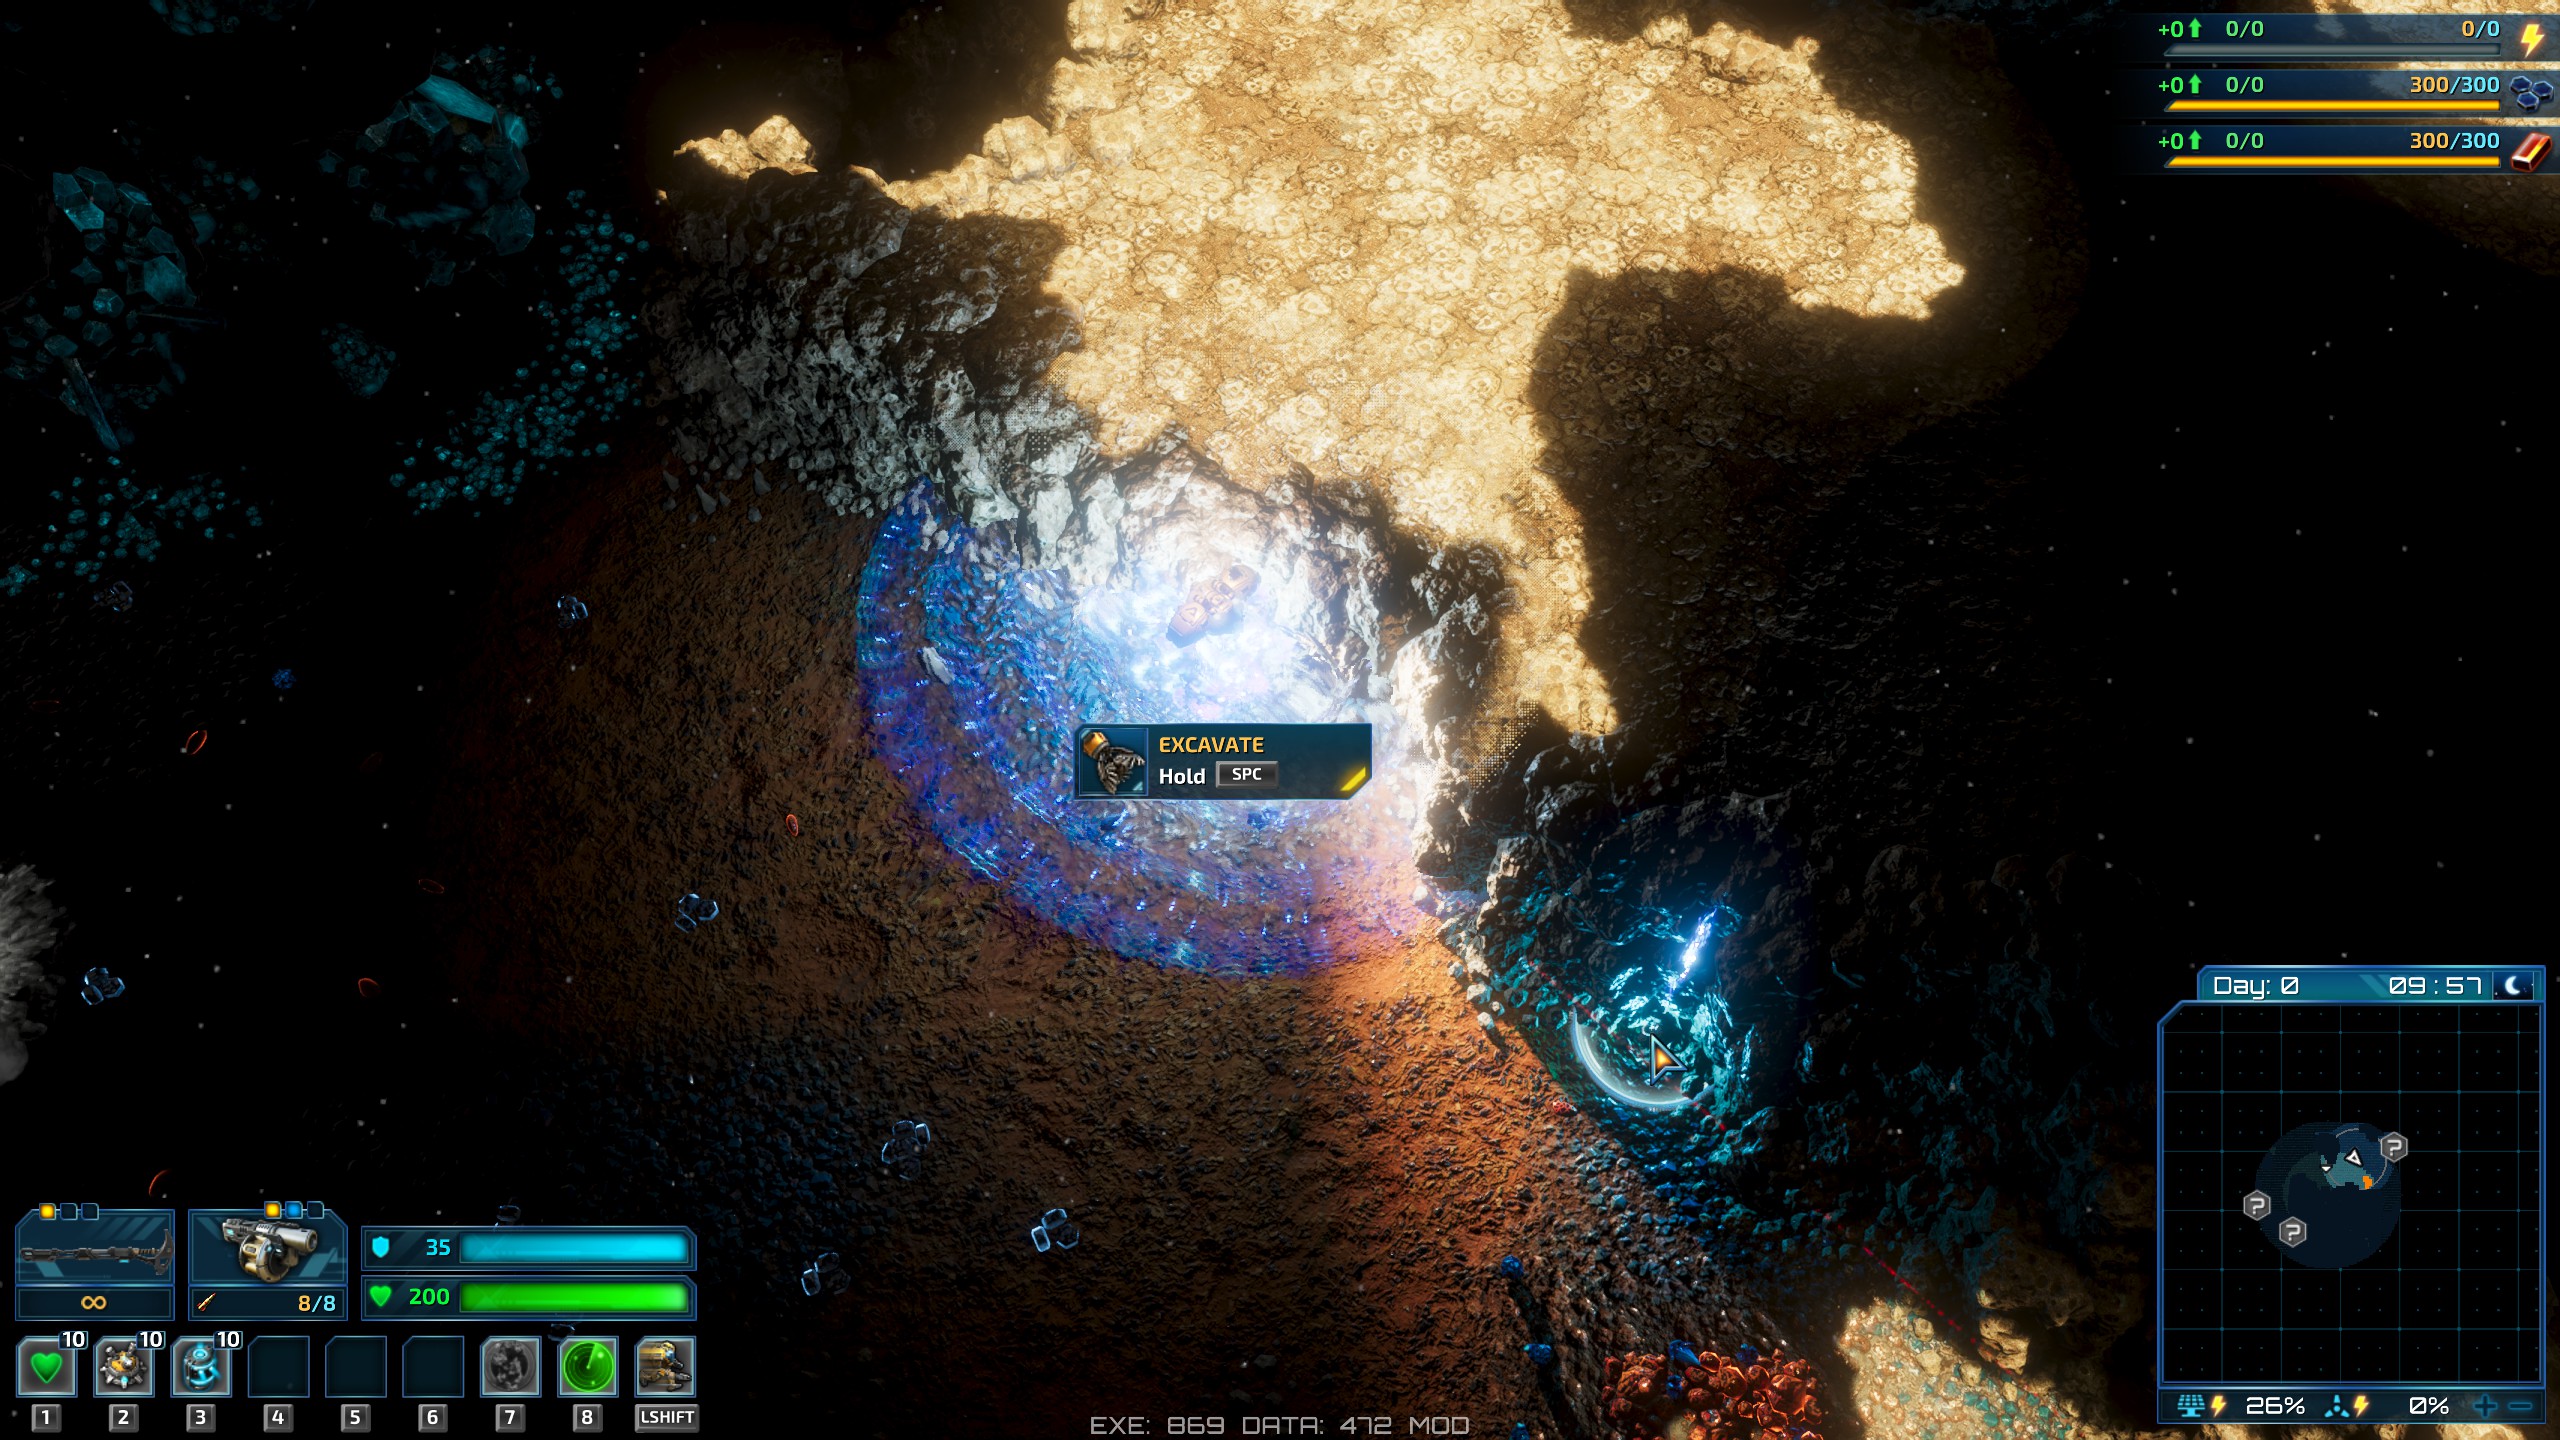 +0 0/0 0/0
+0 0/0 300/300
+0 0/0 300/300
EXCAVATE
Hold SPC
Day: 0 09:57
?
?
?
35
∞ 8/8 200
10 10 10
1 2 3 4 5 6 7 8 LSHIFT
26% 0%
EXE: 869 DATA: 472 MOD